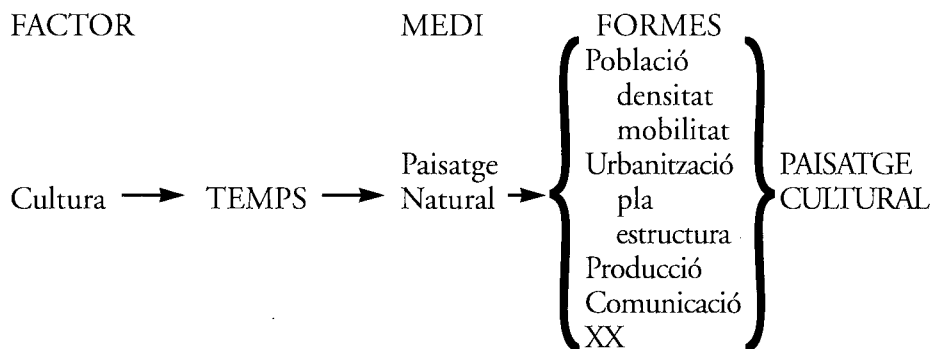 FACTOR MEDI FORMES
Població
densitat
mobilitat
Paisatge Urbanització PAISATGE
Cultura → TEMPS → Natural → pla CULTURAL
estructura
Producció
Comunicació
XX